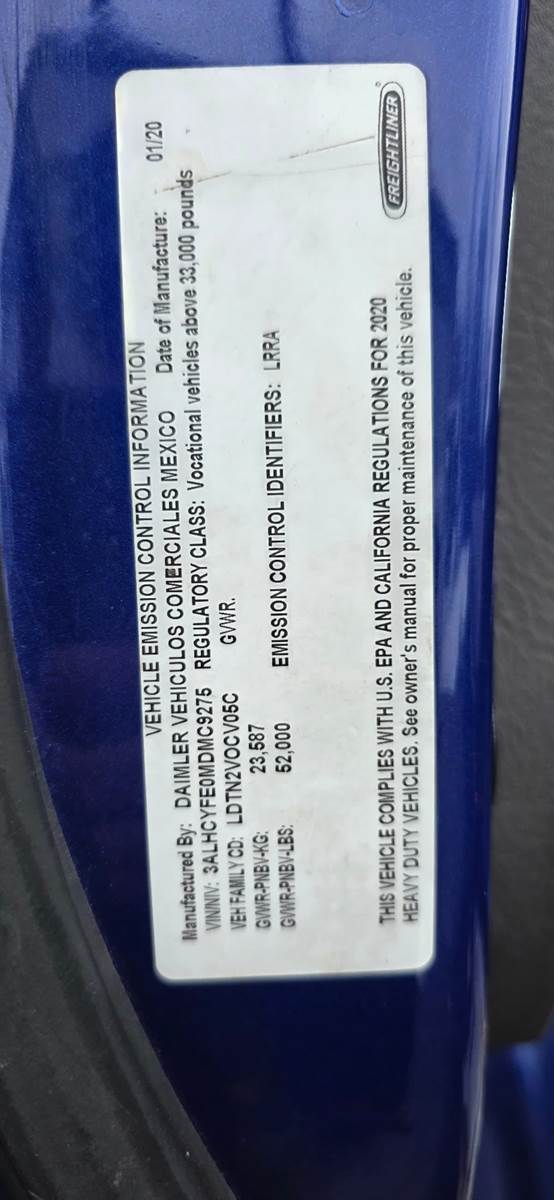 VEHICLE EMISSION CONTROL INFORMATION
Manufactured By: DAIMLER VEHICULOS COMERCIALES MEXICO Date of Manufacture: 01/20
VIN/NIV: 3ALHCYFE0MDMC9275 REGULATORY CLASS: Vocational vehicles above 33,000 pounds
VEH FAMILY CD: LDTN2VOCV05C GVWR.
GVWR-PNBV-KG: 23,587
GVWR-PNBV-LBS: 52,000 EMISSION CONTROL IDENTIFIERS: LRRA
THIS VEHICLE COMPLIES WITH U.S. EPA AND CALIFORNIA REGULATIONS FOR 2020
HEAVY DUTY VEHICLES. See owner's manual for proper maintenance of this vehicle.
FREIGHTLINER